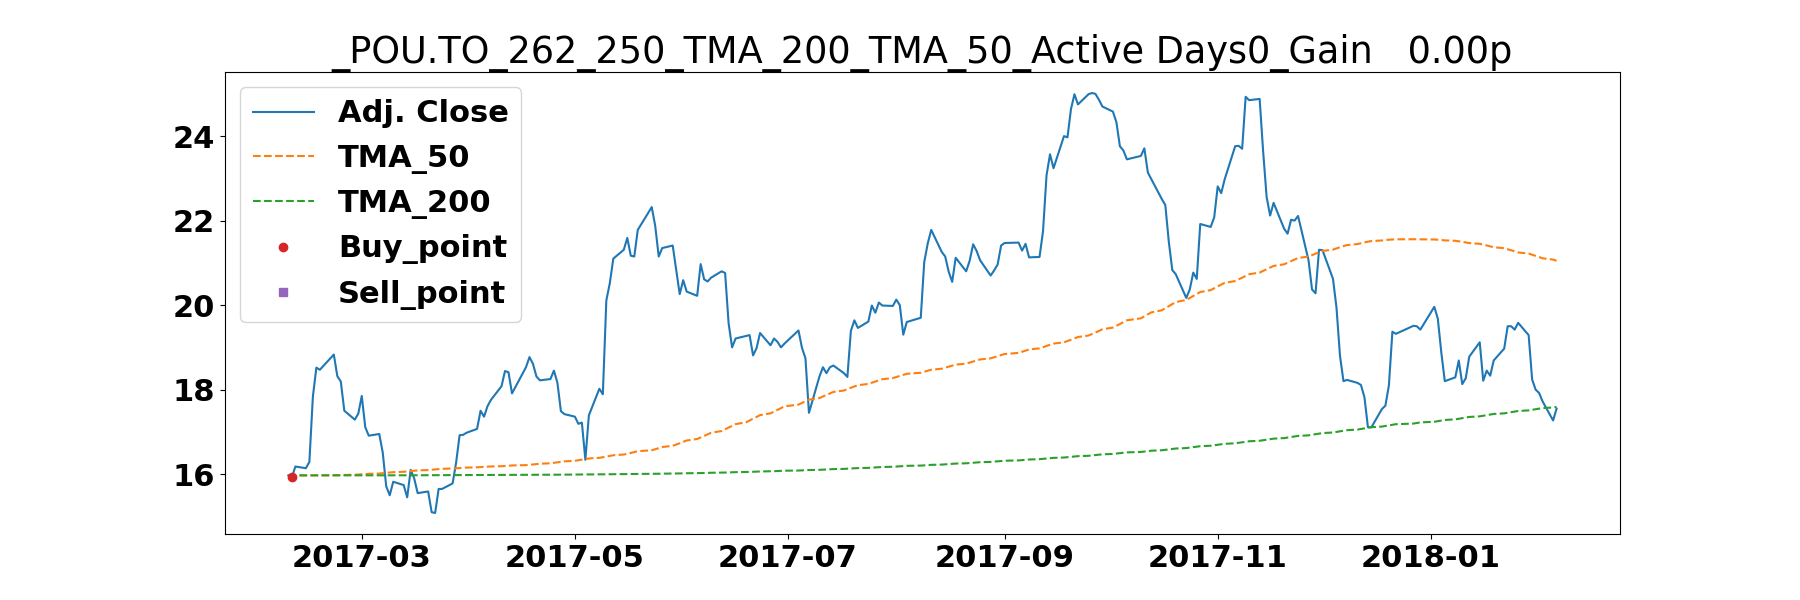 _POU.TO_262_250_TMA_200_TMA_50_Active Days0_Gain   0.00p
Adj. Close
TMA_50
TMA_200
Buy_point
Sell_point
24
22
20
18
16
2017-03 2017-05 2017-07 2017-09 2017-11 2018-01